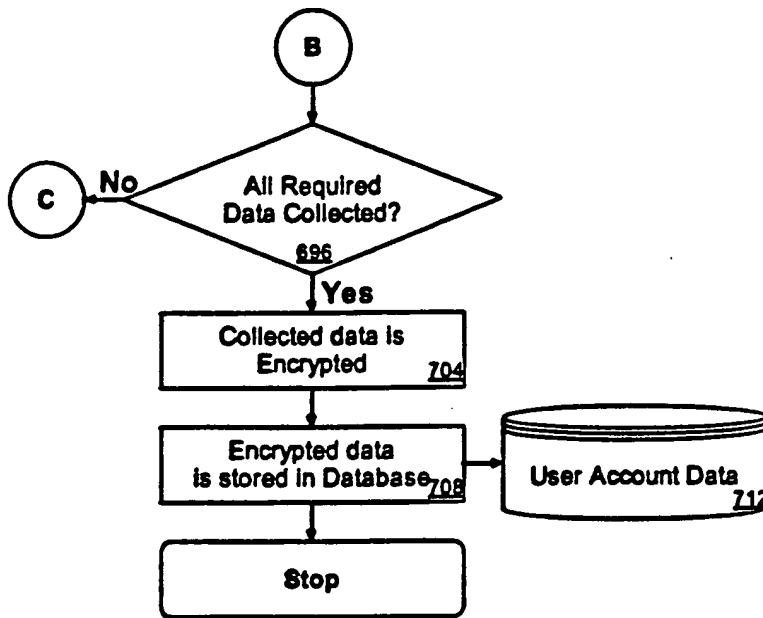 B
No
C
All Required
Data Collected?
696
Yes
Collected data is
Encrypted
704
Encrypted data
is stored in Database
708
User Account Data
712
Stop